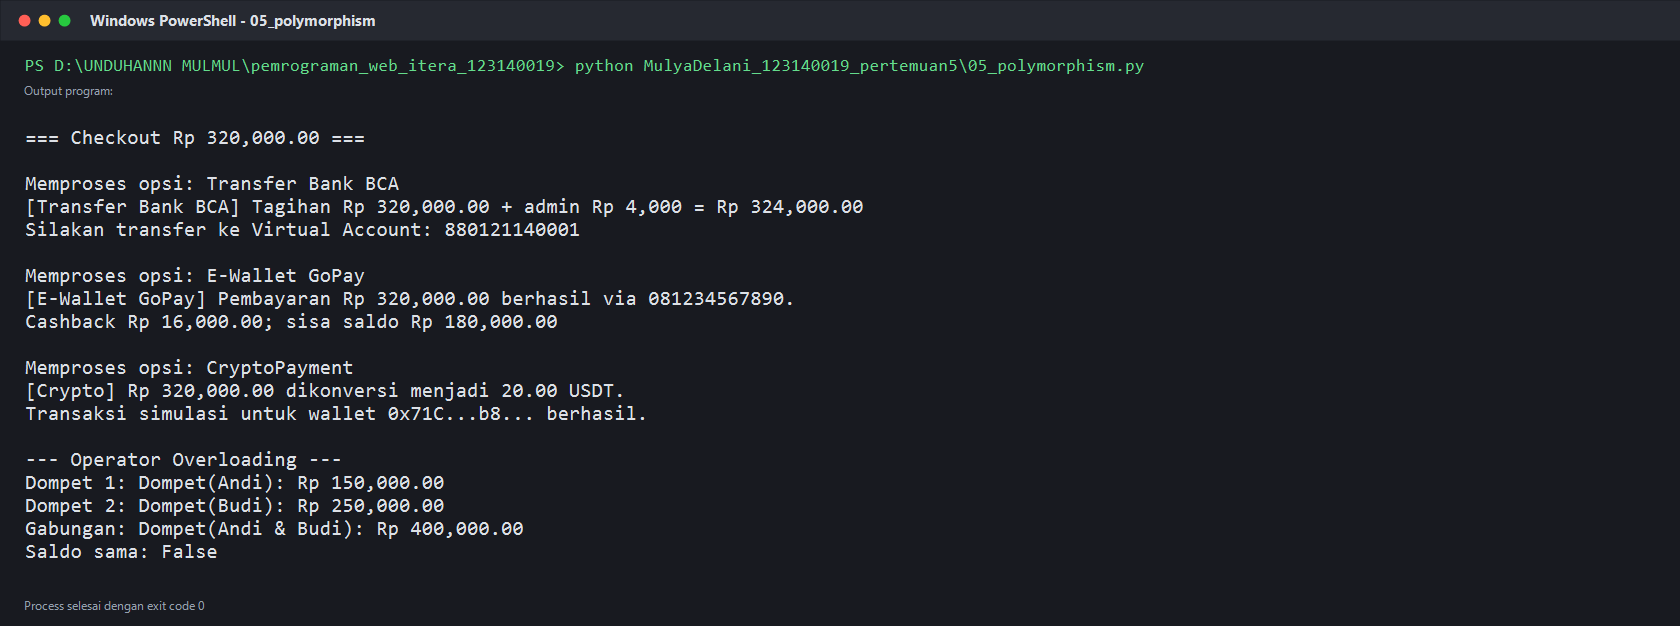 Windows PowerShell - 05_polymorphism
PS D:\UNDUHANNN MULMUL\pemrograman_web_itera_123140019> python MulyaDelani_123140019_pertemuan5\05_polymorphism.py
Output program:
=== Checkout Rp 320,000.00 ===
Memproses opsi: Transfer Bank BCA
[Transfer Bank BCA] Tagihan Rp 320,000.00 + admin Rp 4,000 = Rp 324,000.00
Silakan transfer ke Virtual Account: 880121140001
Memproses opsi: E-Wallet GoPay
[E-Wallet GoPay] Pembayaran Rp 320,000.00 berhasil via 081234567890.
Cashback Rp 16,000.00; sisa saldo Rp 180,000.00
Memproses opsi: CryptoPayment
[Crypto] Rp 320,000.00 dikonversi menjadi 20.00 USDT.
Transaksi simulasi untuk wallet 0x71C...b8... berhasil.
--- Operator Overloading ---
Dompet 1: Dompet(Andi): Rp 150,000.00
Dompet 2: Dompet(Budi): Rp 250,000.00
Gabungan: Dompet(Andi & Budi): Rp 400,000.00
Saldo sama: False
Process selesai dengan exit code 0